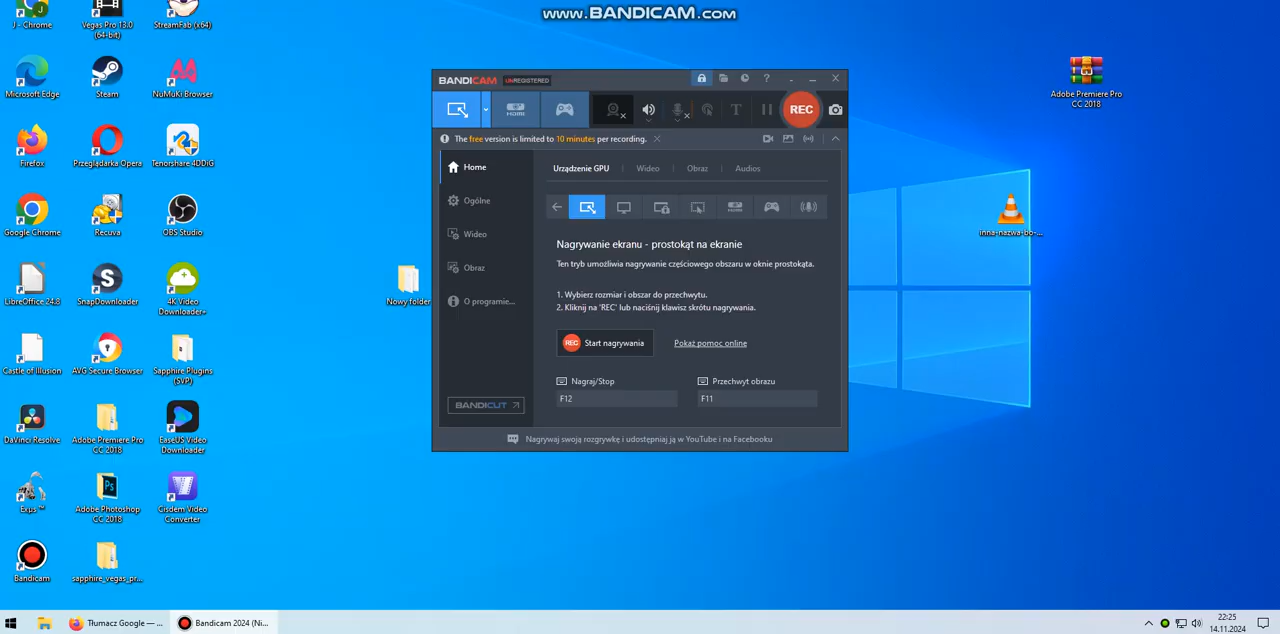 www.BANDICAM.com
J - Chrome
Vegas Pro 13.0
(64-bit)
StreamFab (x64)
Microsoft Edge
Steam
NuMuKi Browser
Firefox
Przeglądarka Opera
Tenorshare 4DDiG
Google Chrome
Recuva
OBS Studio
LibreOffice 24.8
SnapDownloader
4K Video
Downloader+
Castle of Illusion
AVG Secure Browser
Sapphire Plugins
(SVP)
DaVinci Resolve
Adobe Premiere Pro
CC 2018
EaseUS Video
Downloader
Exµs ™
Adobe Photoshop
CC 2018
Cisdem Video
Converter
Bandicam
sapphire_vegas_pr...
Nowy folder
BANDICAM UNREGISTERED
HDMI
REC
The free version is limited to 10 minutes per recording.
Home
Ogólne
Wideo
Obraz
O programie...
BANDICUT
Urządzenie GPU
Wideo
Obraz
Audios
HDMI
Nagrywanie ekranu - prostokąt na ekranie
Ten tryb umożliwia nagrywanie częściowego obszaru w oknie prostokąta.
1. Wybierz rozmiar i obszar do przechwytu.
2. Kliknij na 'REC' lub naciśnij klawisz skrótu nagrywania.
REC Start nagrywania
Pokaż pomoc online
Nagraj/Stop
Przechwyt obrazu
F12
F11
Nagrywaj swoją rozgrywkę i udostępniaj ją w YouTube i na Facebooku
Adobe Premiere Pro
CC 2018
inna-nazwa-bo-...
Tłumacz Google — ...
Bandicam 2024 (Ni...
22:25
14.11.2024